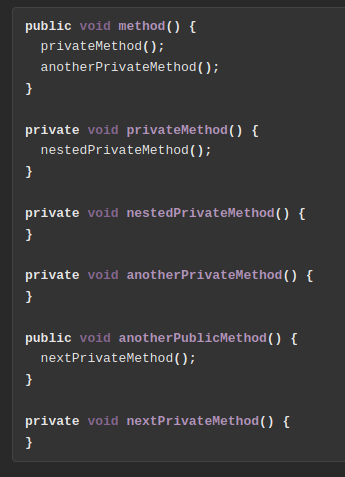 public void method() {
  privateMethod();
  anotherPrivateMethod();
}

private void privateMethod() {
  nestedPrivateMethod();
}

private void nestedPrivateMethod() {
}

private void anotherPrivateMethod() {
}

public void anotherPublicMethod() {
  nextPrivateMethod();
}

private void nextPrivateMethod() {
}